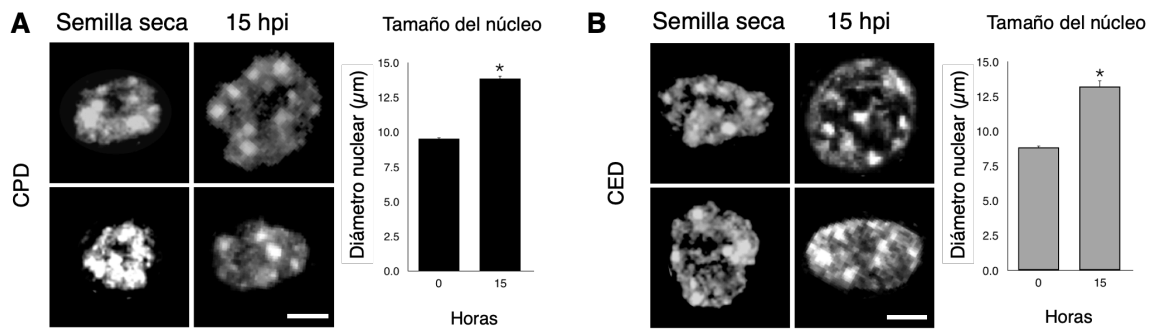 A
Semilla seca
15 hpi
Tamaño del núcleo
CPD
Diámetro nuclear (µm)
15.0
12.5
10.0
7.5
5.0
2.5
0.0
*
0
15
Horas
B
Semilla seca
15 hpi
Tamaño del núcleo
CED
Diámetro nuclear (µm)
15.0
12.5
10.0
7.5
5.0
2.5
0.0
*
0
15
Horas